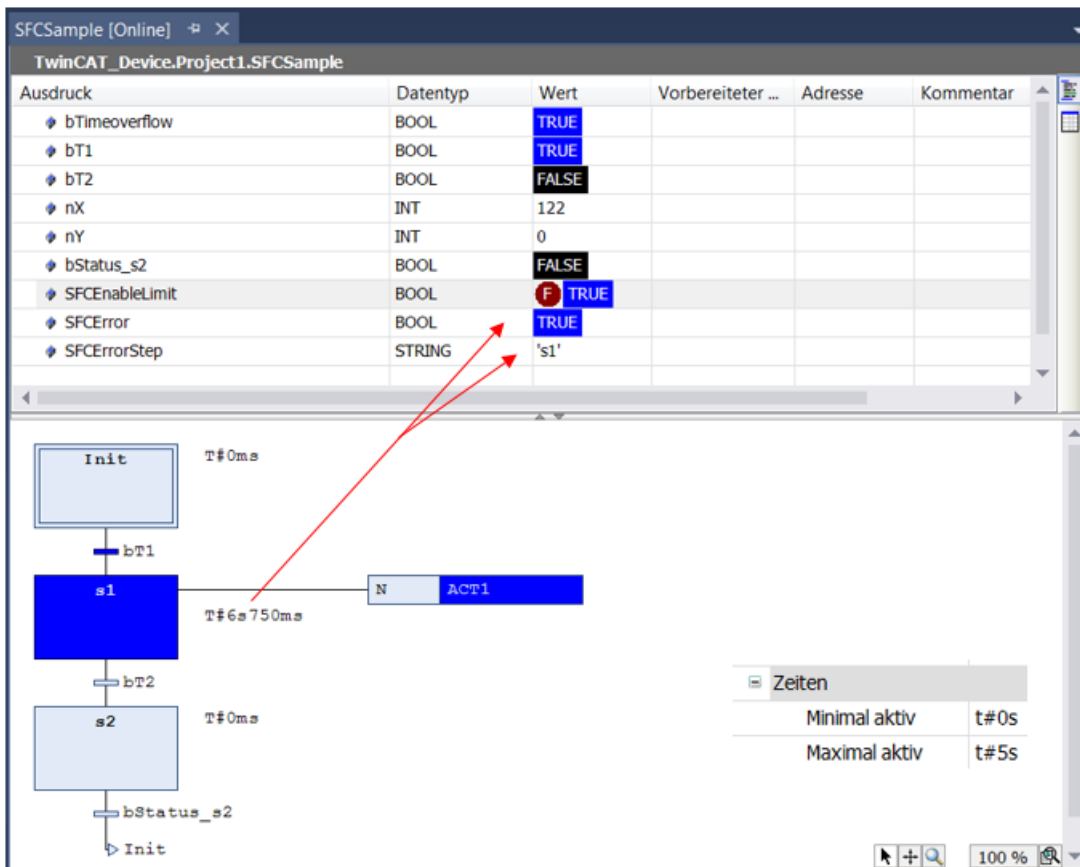 SFCSample [Online]
TwinCAT_Device.Project1.SFCSample
Ausdruck Datentyp Wert Vorbereiteter ... Adresse Kommentar
bTimeoverflow BOOL TRUE
bT1 BOOL TRUE
bT2 BOOL FALSE
nX INT 122
nY INT 0
bStatus_s2 BOOL FALSE
SFCEnableLimit BOOL F TRUE
SFCError BOOL TRUE
SFCErrorStep STRING 's1'
Init T#0ms
bT1
s1 N ACT1
T#6s750ms
bT2
s2 T#0ms
Zeiten
Minimal aktiv t#0s
Maximal aktiv t#5s
bStatus_s2
Init
100 %